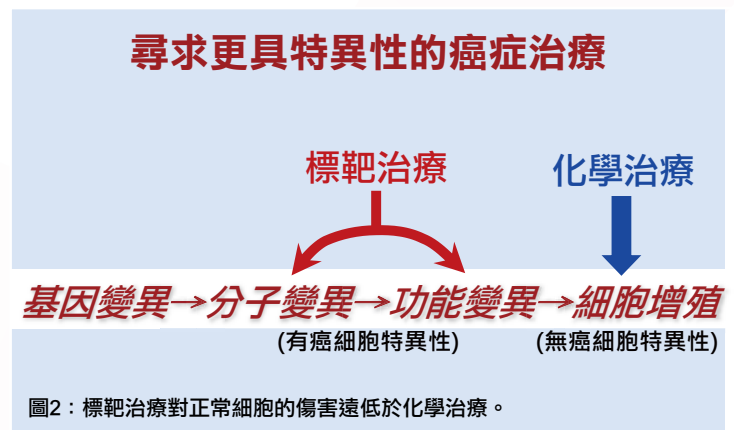 尋求更具特異性的癌症治療
標靶治療
化學治療
基因變異→分子變異→功能變異→細胞增殖
(有癌細胞特異性)
(無癌細胞特異性)
圖2：標靶治療對正常細胞的傷害遠低於化學治療。